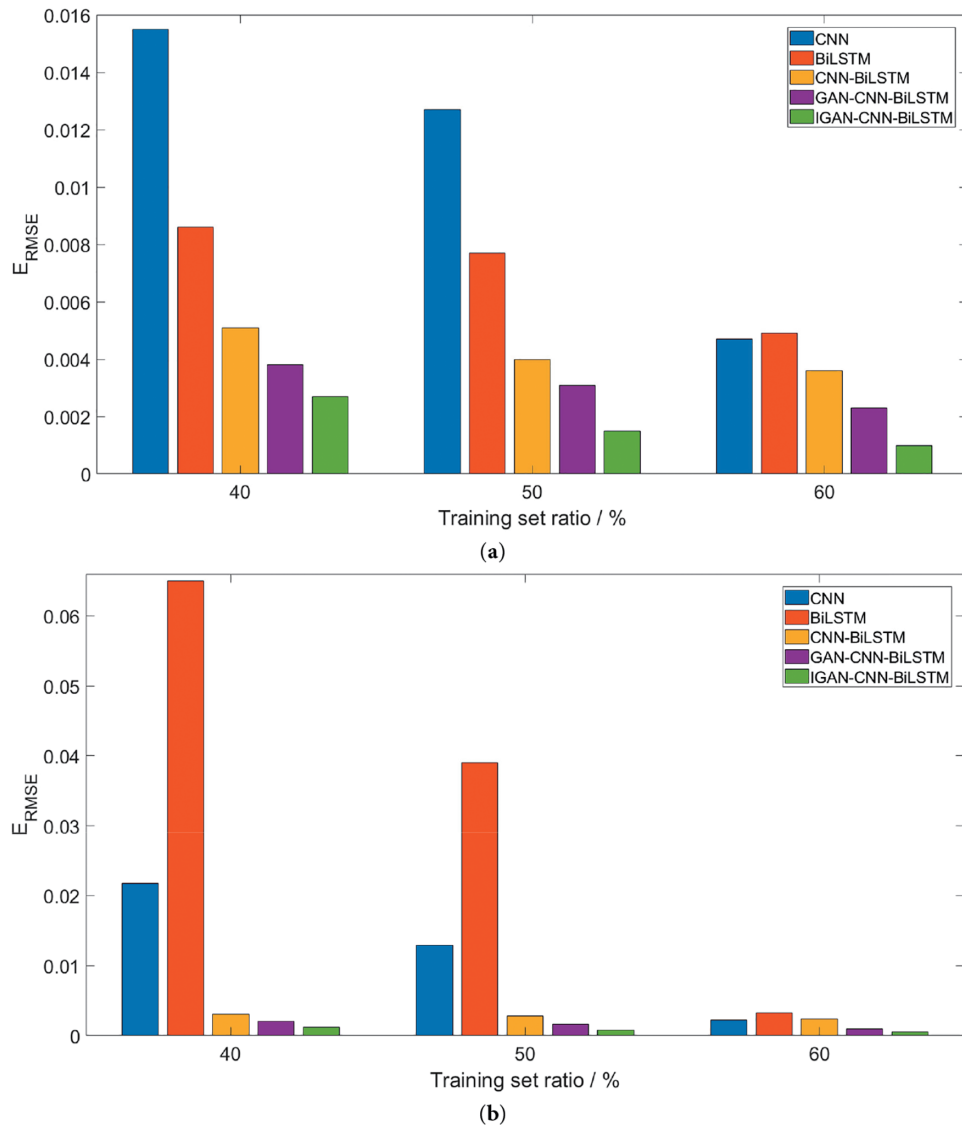 0.016
0.014
0.012
0.01
0.008
0.006
0.004
0.002
0
E_RMSE
CNN
BiLSTM
CNN-BiLSTM
GAN-CNN-BiLSTM
IGAN-CNN-BiLSTM
40
50
60
Training set ratio / %
(a)
0.06
0.05
0.04
0.03
0.02
0.01
0
E_RMSE
CNN
BiLSTM
CNN-BiLSTM
GAN-CNN-BiLSTM
IGAN-CNN-BiLSTM
40
50
60
Training set ratio / %
(b)